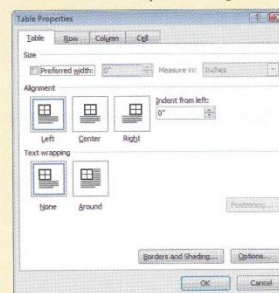 Table Properties
Table Row Column Cell
Size
Preferred width: 0" Measure in: Inches
Alignment
Indent from left:
0"
Left Center Right
Text wrapping
None Around
Positioning...
Borders and Shading... Options...
OK Cancel